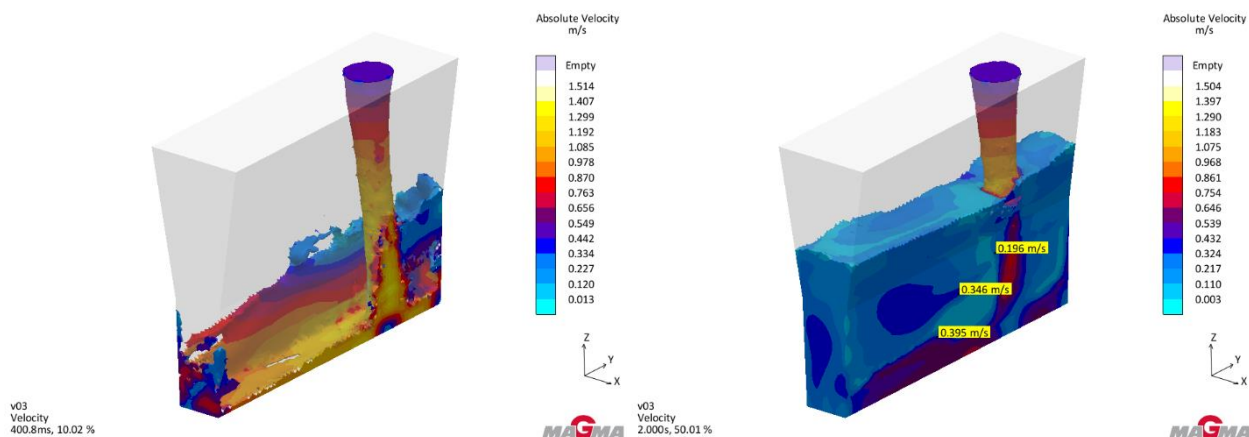 Absolute Velocity
m/s
Empty
1.514
1.407
1.299
1.192
1.085
0.978
0.870
0.763
0.656
0.549
0.442
0.334
0.227
0.120
0.013
Z
Y
X
v03
Velocity
400.8ms, 10.02 %
MAGMA
Absolute Velocity
m/s
Empty
1.504
1.397
1.290
1.183
1.075
0.968
0.861
0.754
0.646
0.539
0.432
0.324
0.217
0.110
0.003
0.196 m/s
0.346 m/s
0.395 m/s
Z
Y
X
v03
Velocity
2.000s, 50.01 %
MAGMA